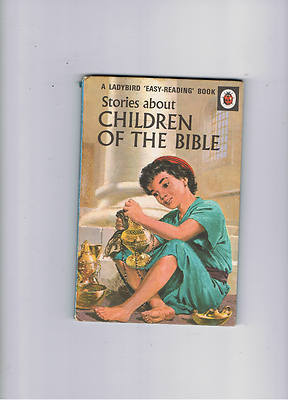 A LADYBIRD 'EASY-READING' BOOK
Stories about
CHILDREN
OF THE BIBLE